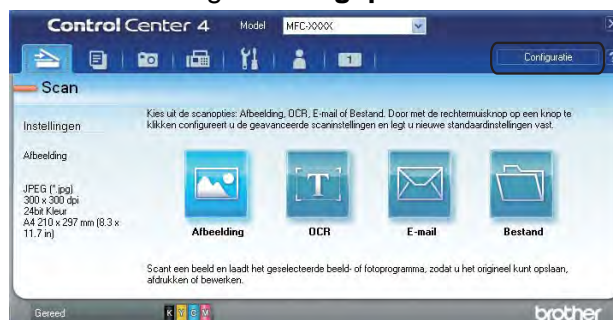 Control Center 4 Model MFC-XXXX
1
Configuratie
?
Scan
Kies uit de scanopties: Afbeelding, OCR, E-mail of Bestand. Door met de rechtermuisknop op een knop te
klikken configureert u de geavanceerde scaninstellingen en legt u nieuwe standaardinstellingen vast.
Instellingen
Afbeelding
JPEG (*.jpg)
300 x 300 dpi
24bit Kleur
A4 210 x 297 mm (8.3 x
11.7 in)
T
Afbeelding OCR E-mail Bestand
Scant een beeld en laadt het geselecteerde beeld- of fotoprogramma, zodat u het origineel kunt opslaan,
afdrukken of bewerken.
Gereed K Y C M brother